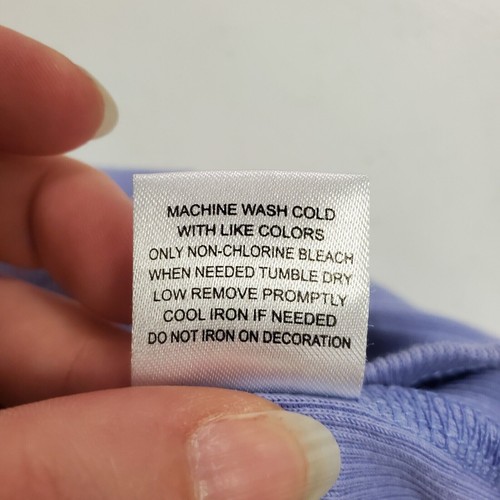 MACHINE WASH COLD
WITH LIKE COLORS
ONLY NON-CHLORINE BLEACH
WHEN NEEDED TUMBLE DRY
LOW REMOVE PROMPTLY
COOL IRON IF NEEDED
DO NOT IRON ON DECORATION